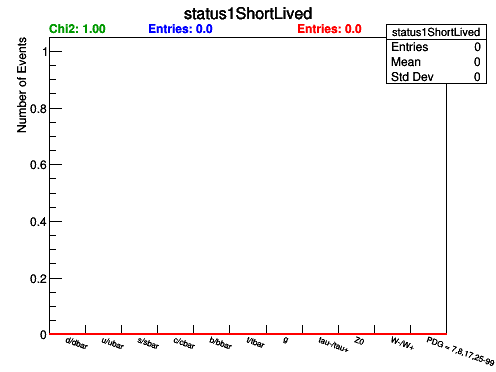 status1ShortLived
Chi2: 1.00 Entries: 0.0 Entries: 0.0
status1ShortLived
Entries 0
Mean 0
Std Dev 0
Number of Events
1
0.8
0.6
0.4
0.2
0
d/dbar u/ubar s/sbar c/cbar b/bbar t/tbar g tau-/tau+ Z0 W-/W+ PDG = 7,8,17,25-99